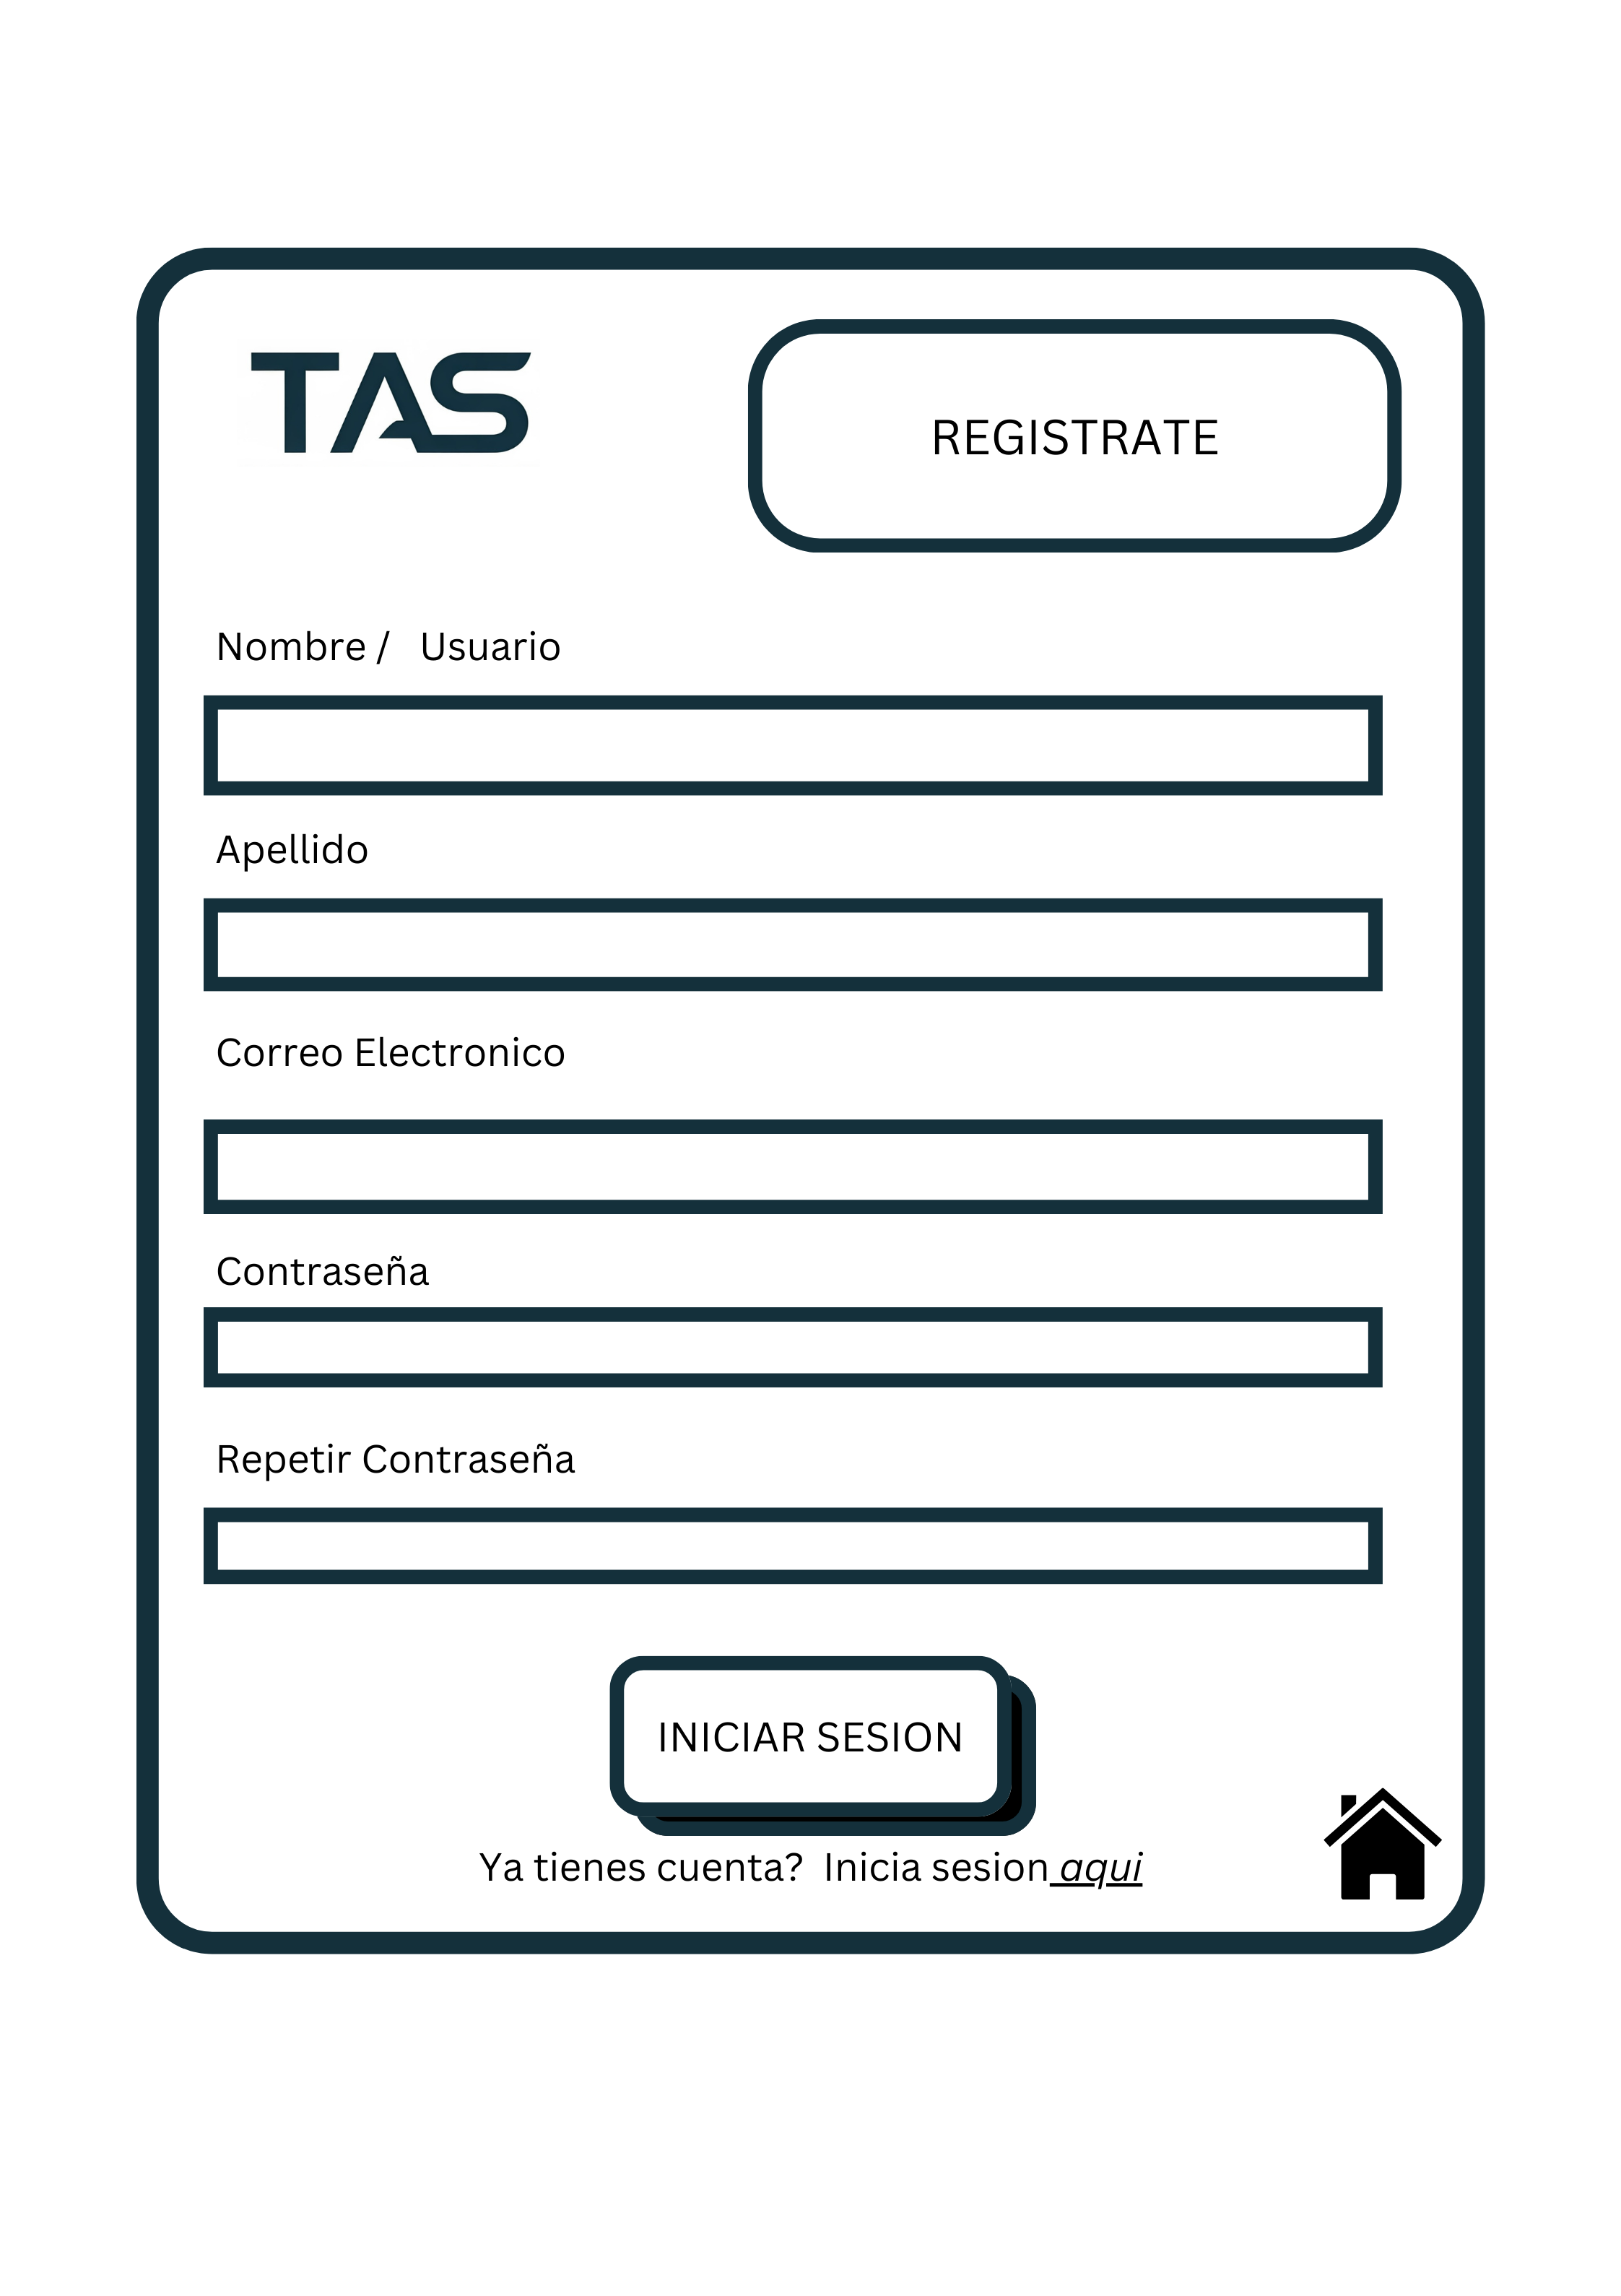 TAS
REGISTRATE
Nombre /   Usuario
Apellido
Correo Electronico
Contraseña
Repetir Contraseña
INICIAR SESION
Ya tienes cuenta?  Inicia sesion aqui